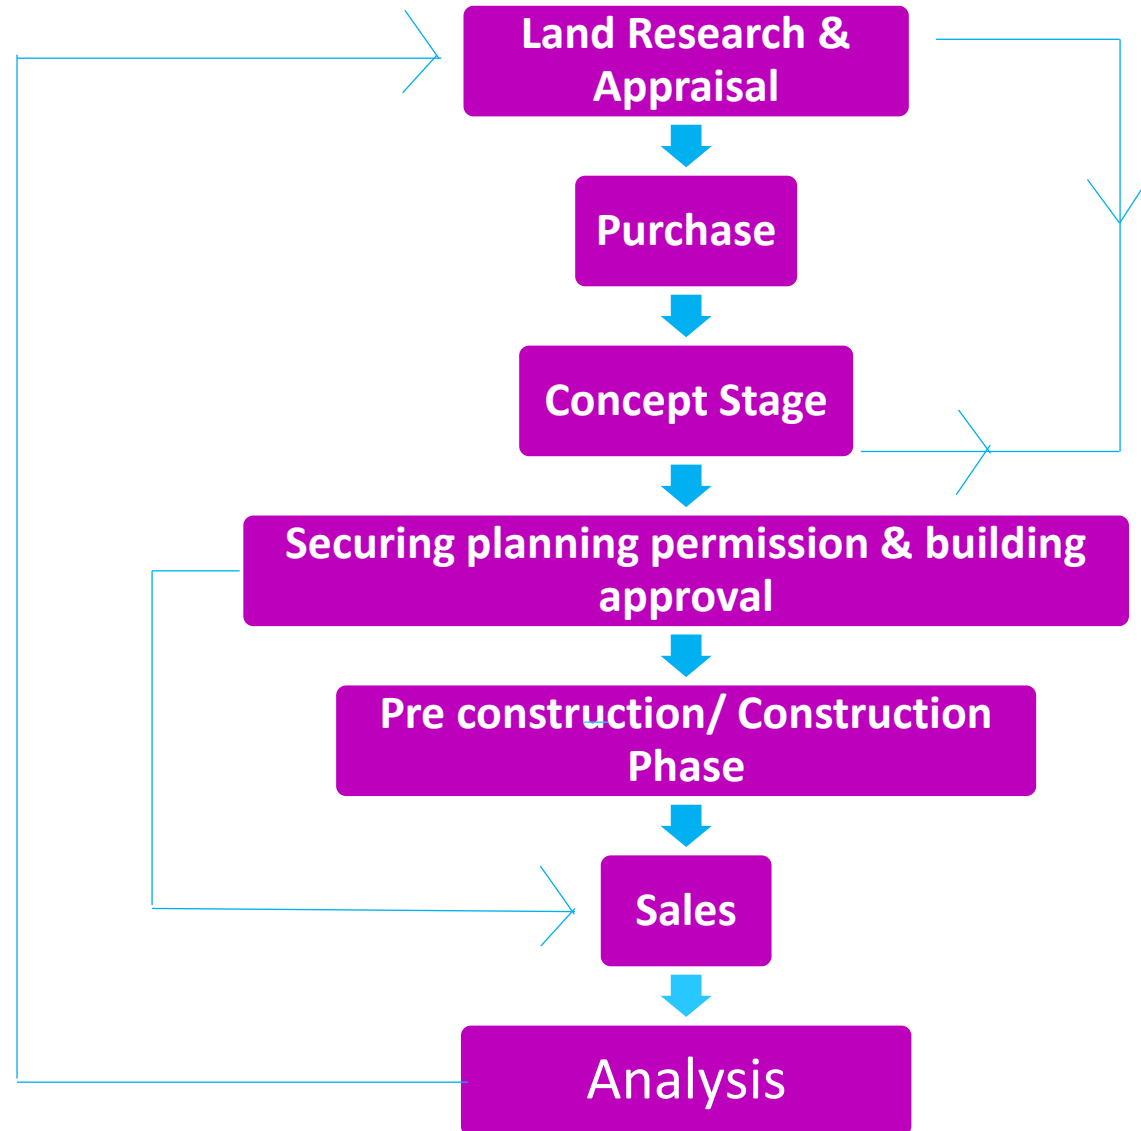 Land Research &
Appraisal
Purchase
Concept Stage
Securing planning permission & building
approval
Pre construction/ Construction
Phase
Sales
Analysis